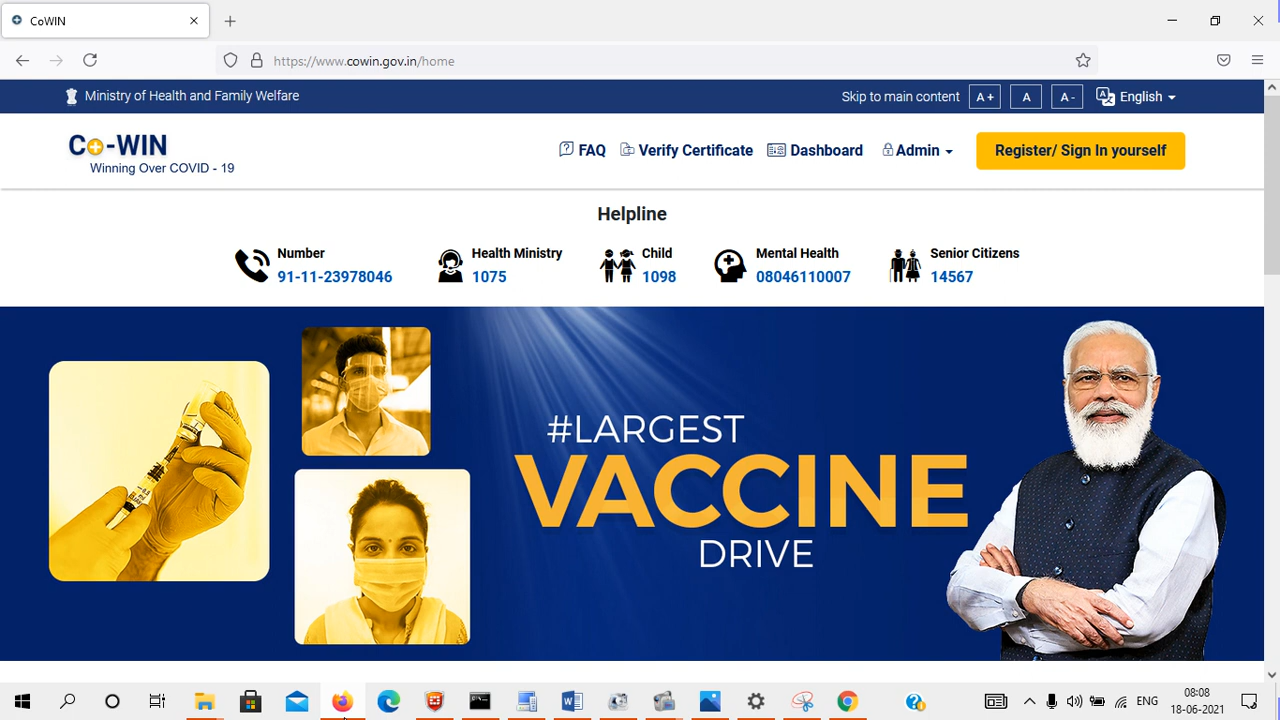 CoWIN
https://www.cowin.gov.in/home
Ministry of Health and Family Welfare
Skip to main content A+ A A- English
Co-WIN
Winning Over COVID - 19
FAQ Verify Certificate Dashboard Admin Register/ Sign In yourself
Helpline
Number
91-11-23978046
Health Ministry
1075
Child
1098
Mental Health
08046110007
Senior Citizens
14567
#LARGEST
VACCINE
DRIVE
ENG
08:08
18-06-2021